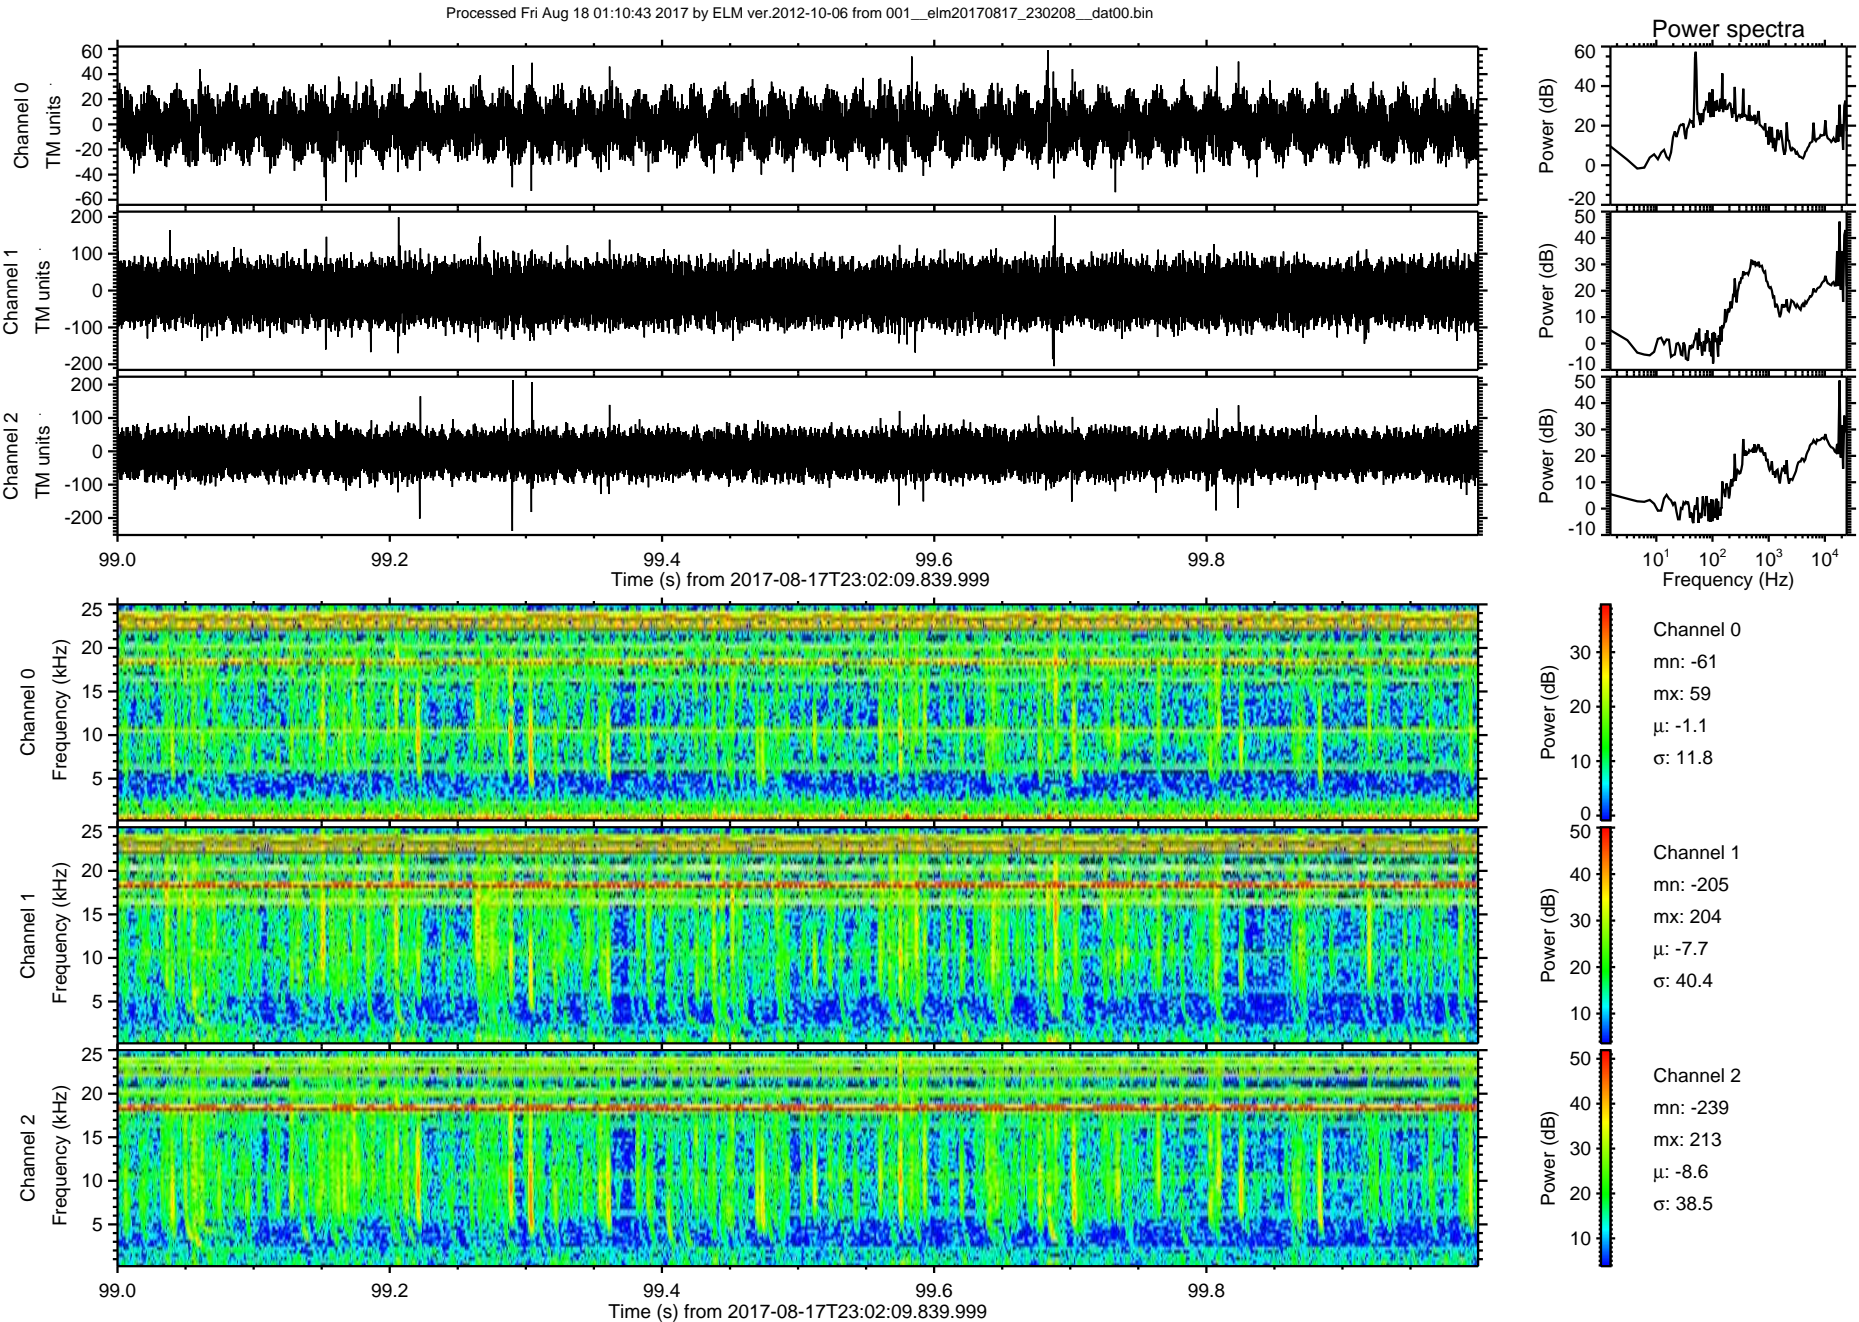 Processed Fri Aug 18 01:10:43 2017 by ELM ver.2012-10-06 from 001__elm20170817_230208__dat00.bin
Power spectra
Channel 0
TM units
60
40
20
0
-20
-40
-60
Power (dB)
60
40
20
0
-20
Channel 1
TM units
200
100
0
-100
-200
Power (dB)
50
40
30
20
10
0
-10
Channel 2
TM units
200
100
0
-100
-200
Power (dB)
50
40
30
20
10
0
-10
99.0 99.2 99.4 99.6 99.8
Time (s) from 2017-08-17T23:02:09.839.999
10^1 10^2 10^3 10^4
Frequency (Hz)
Channel 0
Frequency (kHz)
25
20
15
10
5
Power (dB)
30
20
10
0
Channel 0
mn: -61
mx: 59
μ: -1.1
σ: 11.8
Channel 1
Frequency (kHz)
25
20
15
10
5
Power (dB)
50
40
30
20
10
Channel 1
mn: -205
mx: 204
μ: -7.7
σ: 40.4
Channel 2
Frequency (kHz)
25
20
15
10
5
Power (dB)
50
40
30
20
10
Channel 2
mn: -239
mx: 213
μ: -8.6
σ: 38.5
99.0 99.2 99.4 99.6 99.8
Time (s) from 2017-08-17T23:02:09.839.999